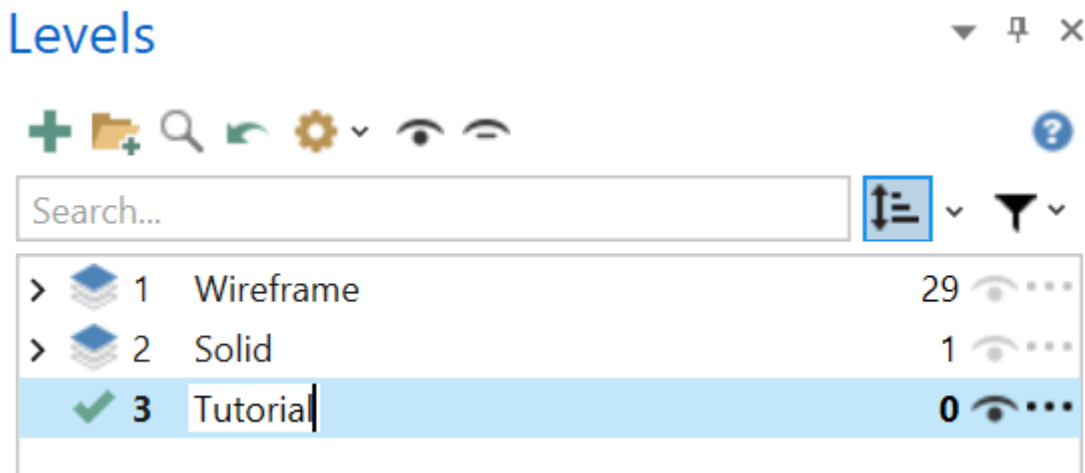 Levels
?
Search...
1 Wireframe 29
2 Solid 1
3 Tutorial 0